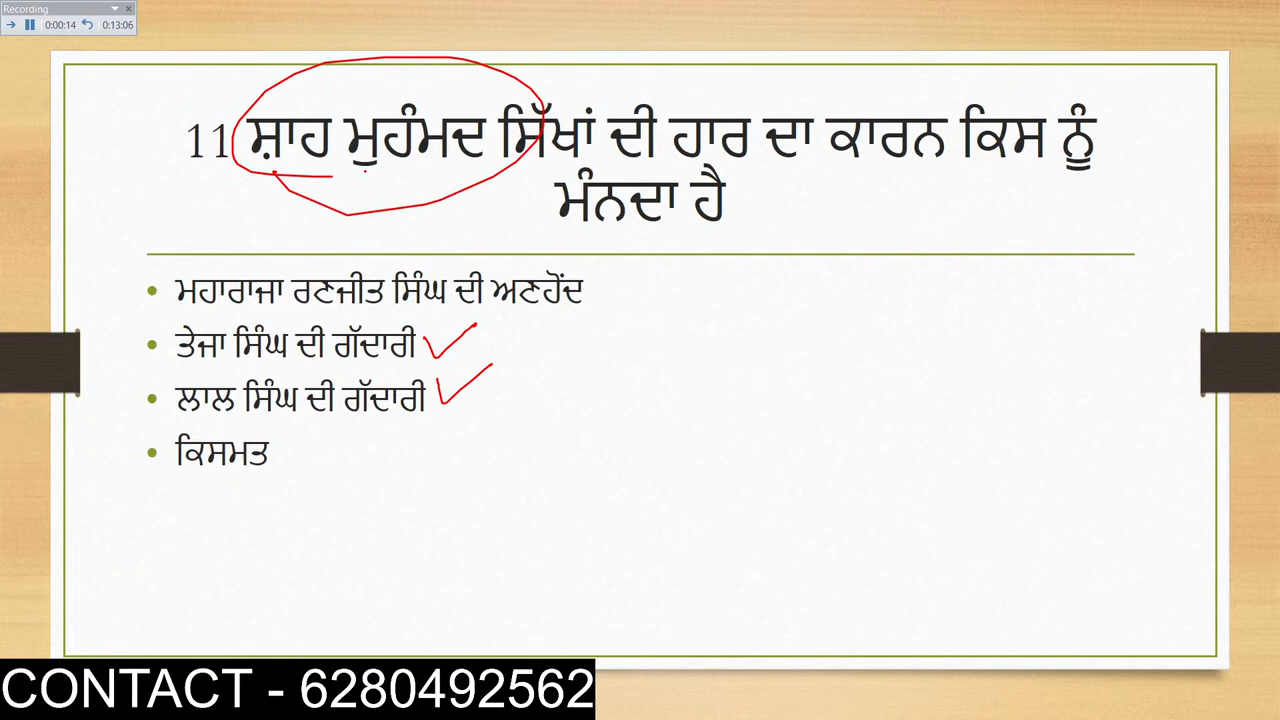 Recording
0:00:14 0:13:06
11 ਸ਼ਾਹ ਮੁਹੰਮਦ ਸਿੱਖਾਂ ਦੀ ਹਾਰ ਦਾ ਕਾਰਨ ਕਿਸ ਨੂੰ
ਮੰਨਦਾ ਹੈ
• ਮਹਾਰਾਜਾ ਰਣਜੀਤ ਸਿੰਘ ਦੀ ਅਣਹੋਂਦ
• ਤੇਜਾ ਸਿੰਘ ਦੀ ਗੱਦਾਰੀ
• ਲਾਲ ਸਿੰਘ ਦੀ ਗੱਦਾਰੀ
• ਕਿਸਮਤ
CONTACT - 6280492562